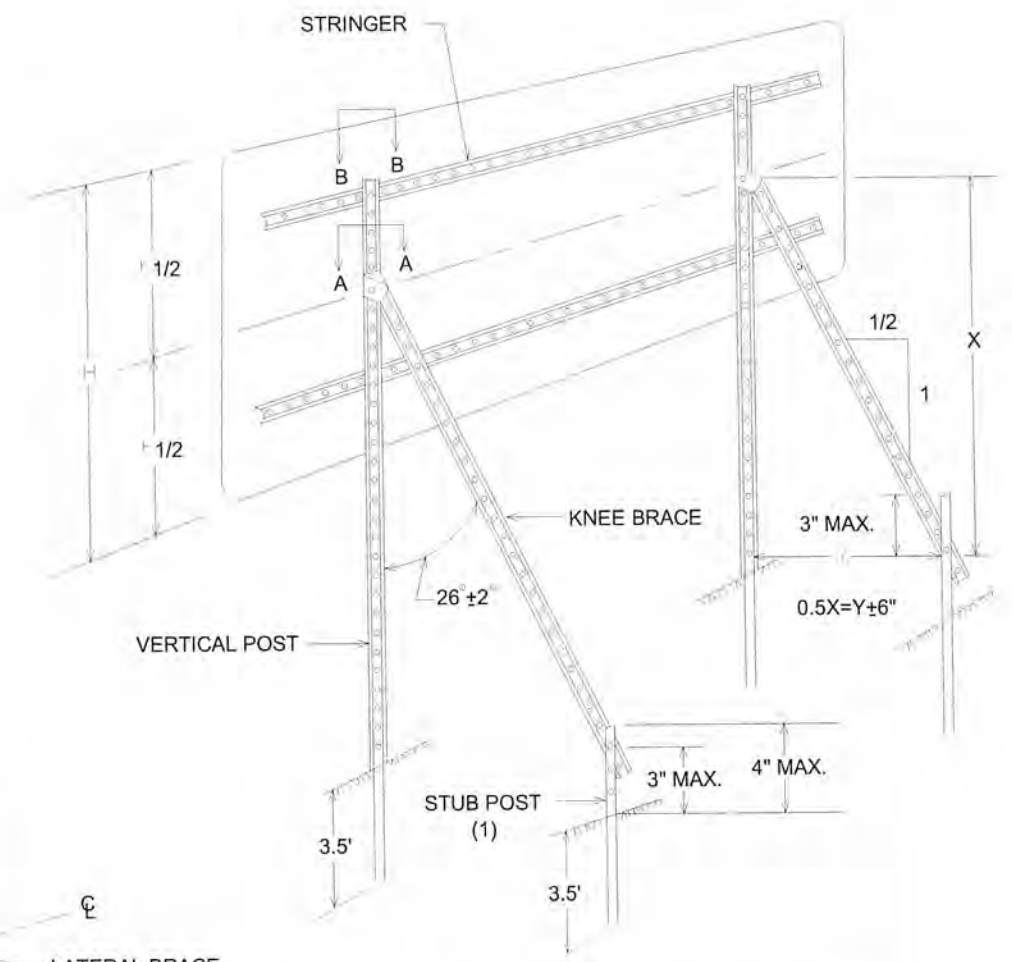 STRINGER
B
B
A
A
1/2
H
1/2
1/2
1
X
KNEE BRACE
3" MAX.
26°±2°
0.5X=Y±6"
VERTICAL POST
3" MAX.
4" MAX.
STUB POST
(1)
3.5'
3.5'
℄
LATERAL BRACE